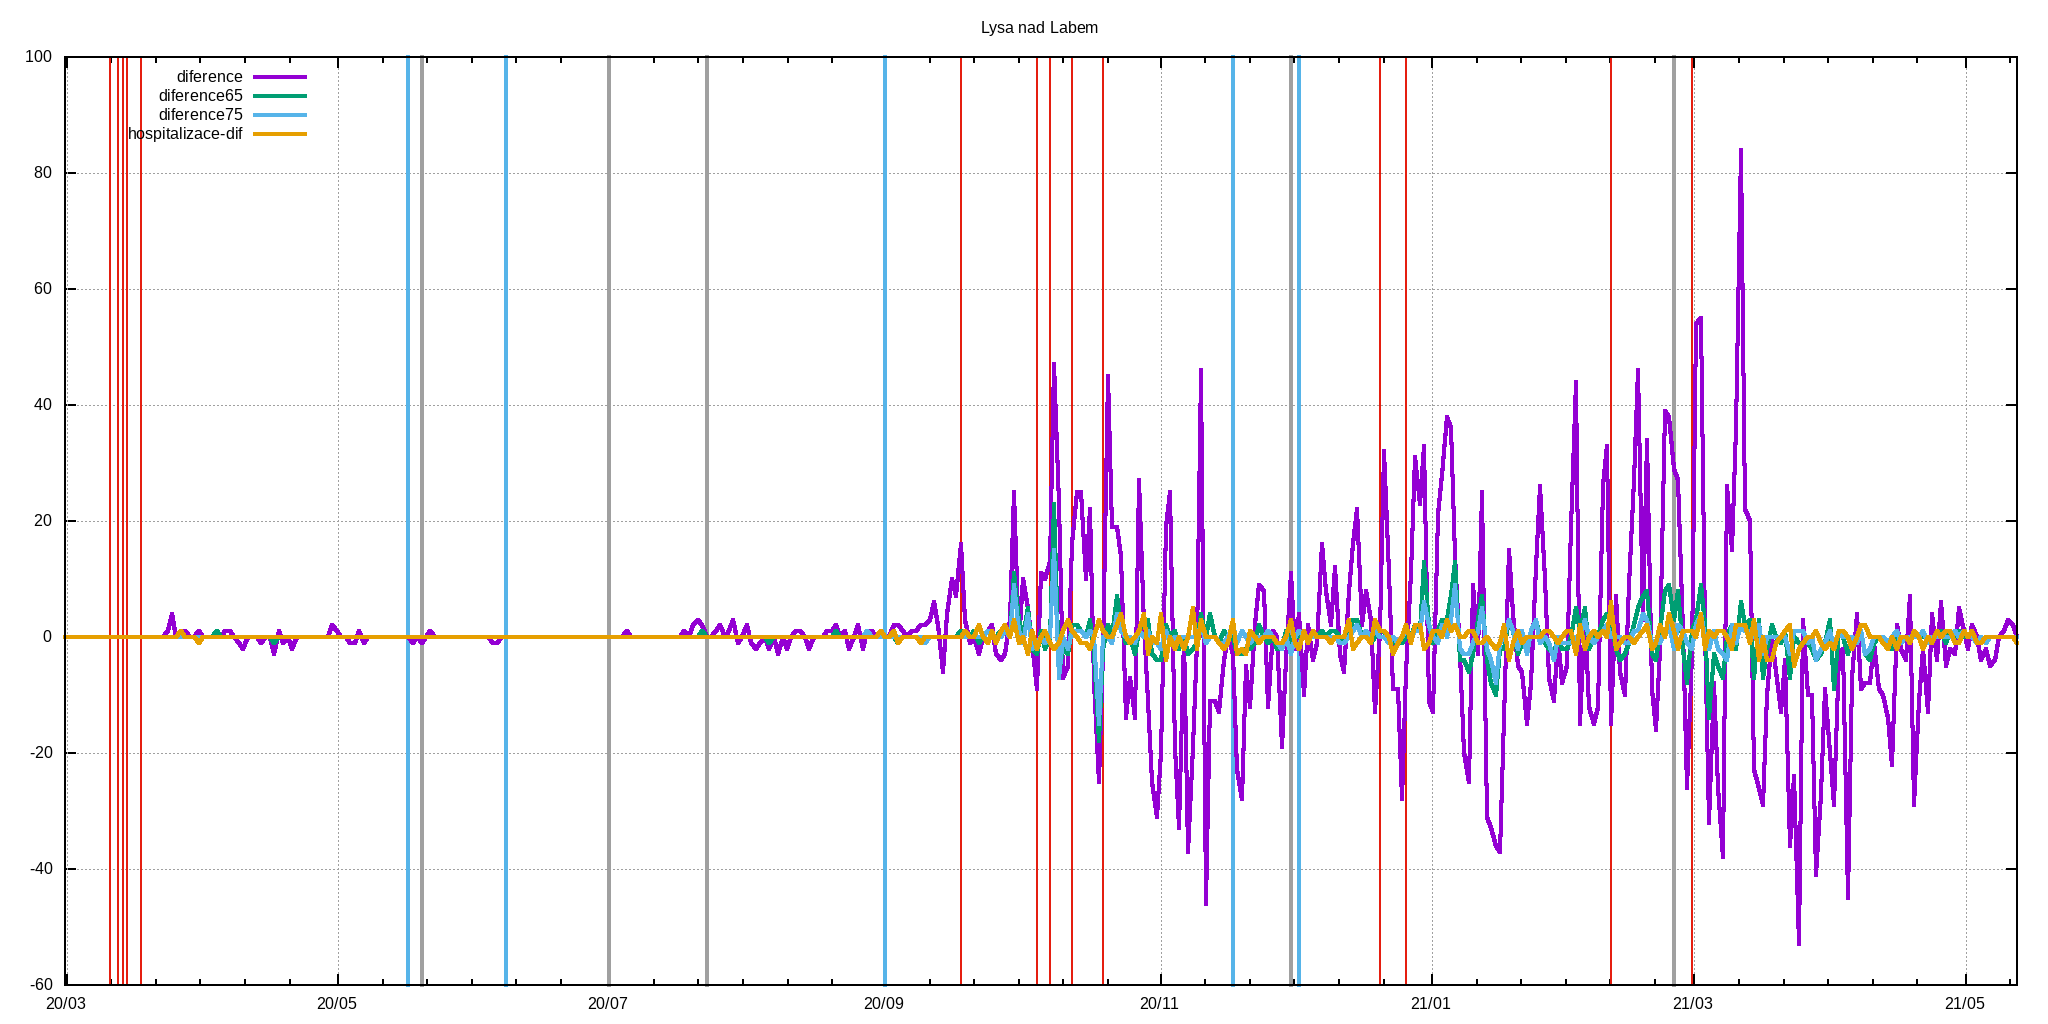 Lysa nad Labem
100
diference
diference65
diference75
hospitalizace-dif
80
60
40
20
0
-20
-40
-60
20/03 20/05 20/07 20/09 20/11 21/01 21/03 21/05